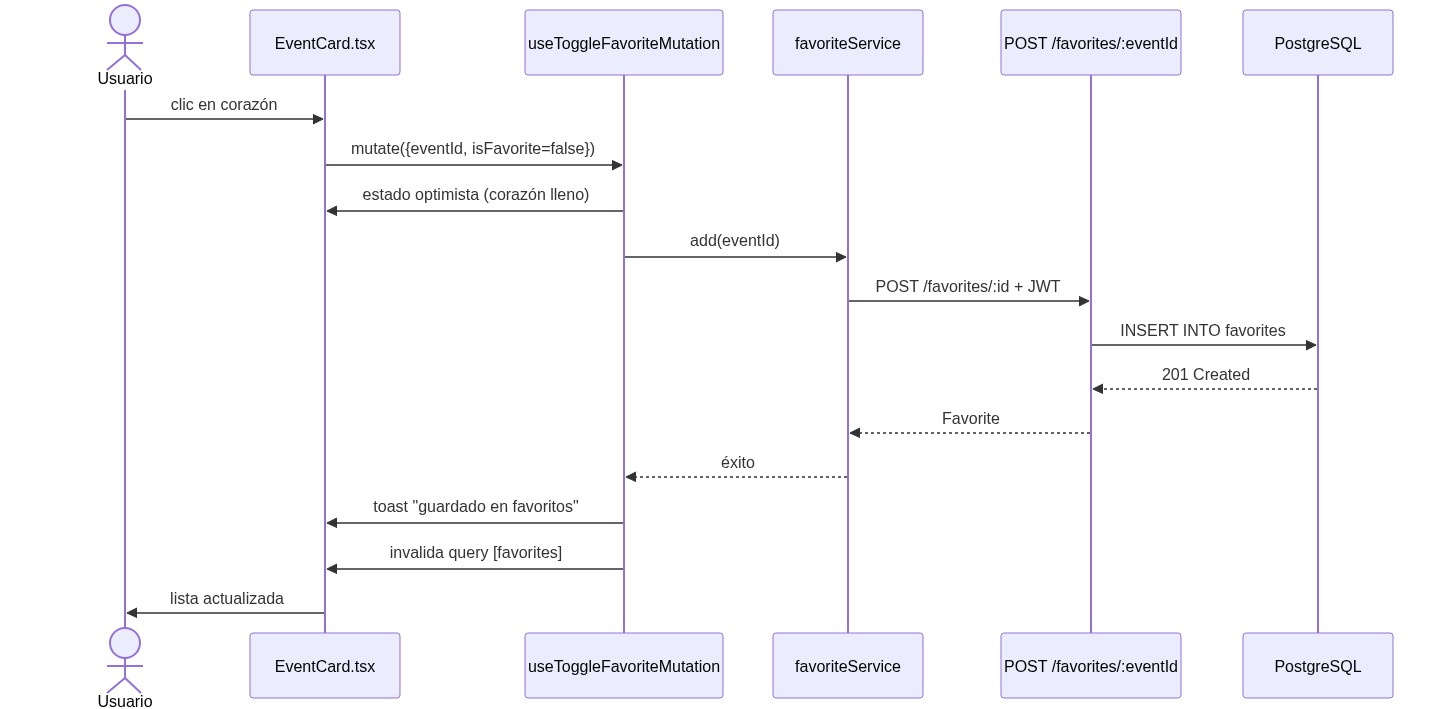 Usuario
EventCard.tsx
useToggleFavoriteMutation
favoriteService
POST /favorites/:eventId
PostgreSQL
clic en corazón
mutate({eventId, isFavorite=false})
estado optimista (corazón lleno)
add(eventId)
POST /favorites/:id + JWT
INSERT INTO favorites
201 Created
Favorite
éxito
toast "guardado en favoritos"
invalida query [favorites]
lista actualizada
Usuario
EventCard.tsx
useToggleFavoriteMutation
favoriteService
POST /favorites/:eventId
PostgreSQL